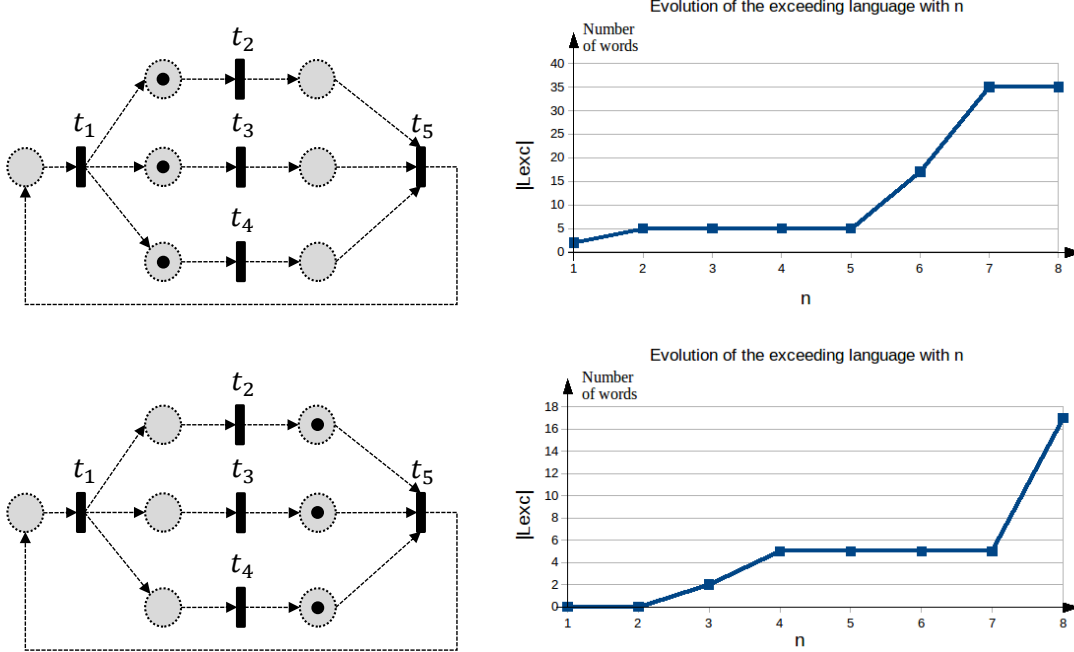 t₂
t₃
t₁
t₅
t₄
Evolution of the exceeding language with n
Number
of words
40
35
30
25
20
15
10
5
0
|Lexc|
1 2 3 4 5 6 7 8
n
t₂
t₃
t₁
t₅
t₄
Evolution of the exceeding language with n
Number
of words
18
16
14
12
10
8
6
4
2
0
|Lexc|
1 2 3 4 5 6 7 8
n